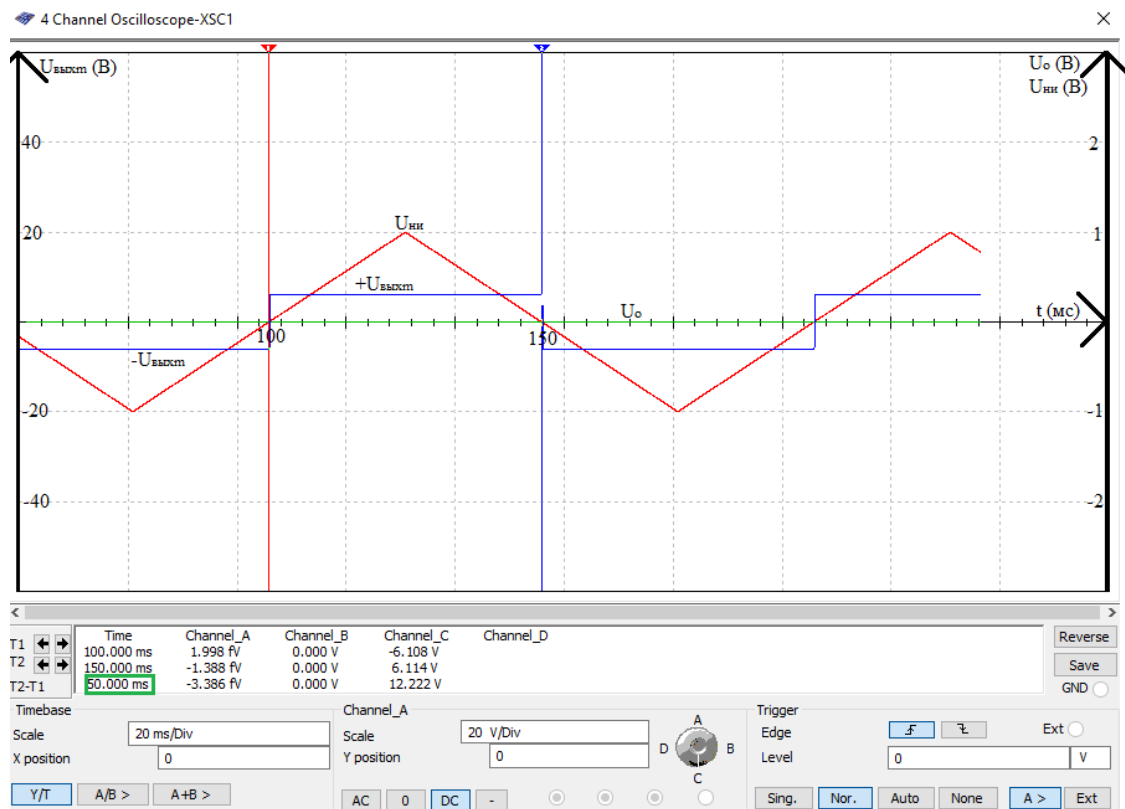 4 Channel Oscilloscope-XSC1
Uвыхm (В)
Uо (В)
Uни (В)
40
2
Uни
20
1
+Uвыхm
Uо
t (мс)
100
150
-Uвыхm
-20
-1
-40
-2
Time Channel_A Channel_B Channel_C Channel_D
T1 100.000 ms 1.998 fV 0.000 V -6.108 V
T2 150.000 ms -1.388 fV 0.000 V 6.114 V
T2-T1 50.000 ms -3.386 fV 0.000 V 12.222 V
Reverse
Save
GND
Timebase
Scale 20 ms/Div
X position 0
Y/T A/B > A+B >
Channel_A
Scale 20 V/Div
Y position 0
AC 0 DC -
A
D B
C
Trigger
Edge Ext
Level 0 V
Sing. Nor. Auto None A > Ext